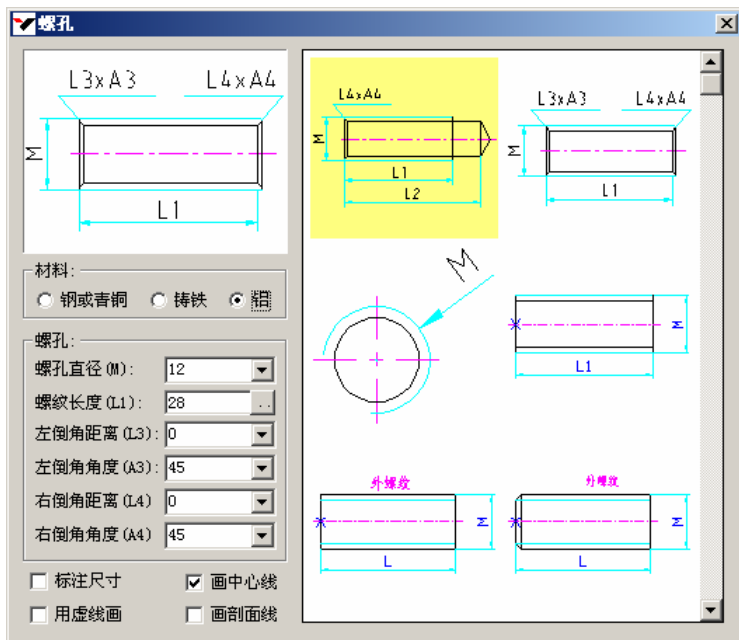 螺孔
L3xA3 L4xA4
M
L1
材料:
钢或青铜 铸铁 铝
螺孔:
螺孔直径(M): 12
螺纹长度(L1): 28 ..
左倒角距离(L3): 0
左倒角角度(A3): 45
右倒角距离(L4) 0
右倒角角度(A4) 45
标注尺寸 画中心线
用虚线画 画剖面线
L4xA4
M
L1
L2
L3xA3 L4xA4
M
L1
M
M
L1
外螺纹
M
L
外螺纹
M
L